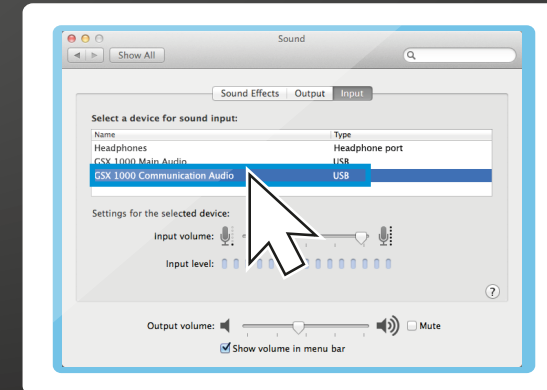 Sound
Show All
Sound Effects Output Input
Select a device for sound input:
Name Type
Headphones Headphone port
GSX 1000 Main Audio USB
GSX 1000 Communication Audio USB
Settings for the selected device:
Input volume:
Input level:
?
Output volume: Mute
Show volume in menu bar